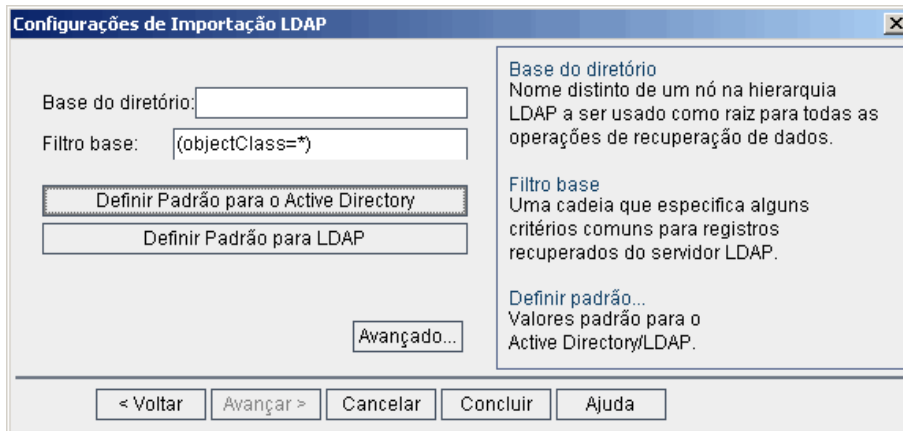 Configurações de Importação LDAP
Base do diretório:
Filtro base: (objectClass=*)
Definir Padrão para o Active Directory
Definir Padrão para LDAP
Avançado...
Base do diretório
Nome distinto de um nó na hierarquia
LDAP a ser usado como raiz para todas as
operações de recuperação de dados.
Filtro base
Uma cadeia que especifica alguns
critérios comuns para registros
recuperados do servidor LDAP.
Definir padrão...
Valores padrão para o
Active Directory/LDAP.
< Voltar Avançar > Cancelar Concluir Ajuda